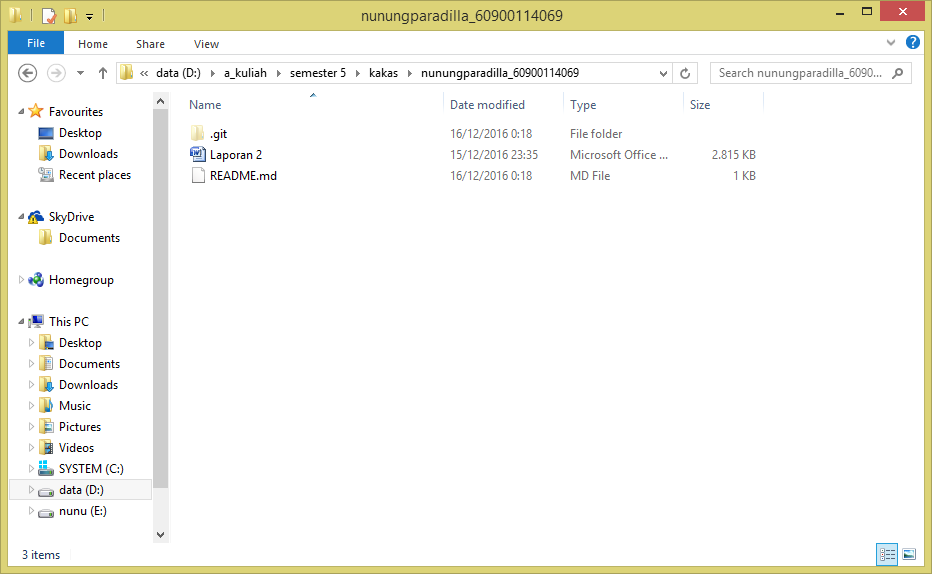 nunungparadilla_60900114069
File Home Share View
« data (D:) a_kuliah semester 5 kakas nunungparadilla_60900114069 Search nunungparadilla_6090...
Name Date modified Type Size
.git 16/12/2016 0:18 File folder
Laporan 2 15/12/2016 23:35 Microsoft Office ... 2.815 KB
README.md 16/12/2016 0:18 MD File 1 KB
Favourites
Desktop
Downloads
Recent places
SkyDrive
Documents
Homegroup
This PC
Desktop
Documents
Downloads
Music
Pictures
Videos
SYSTEM (C:)
data (D:)
nunu (E:)
3 items